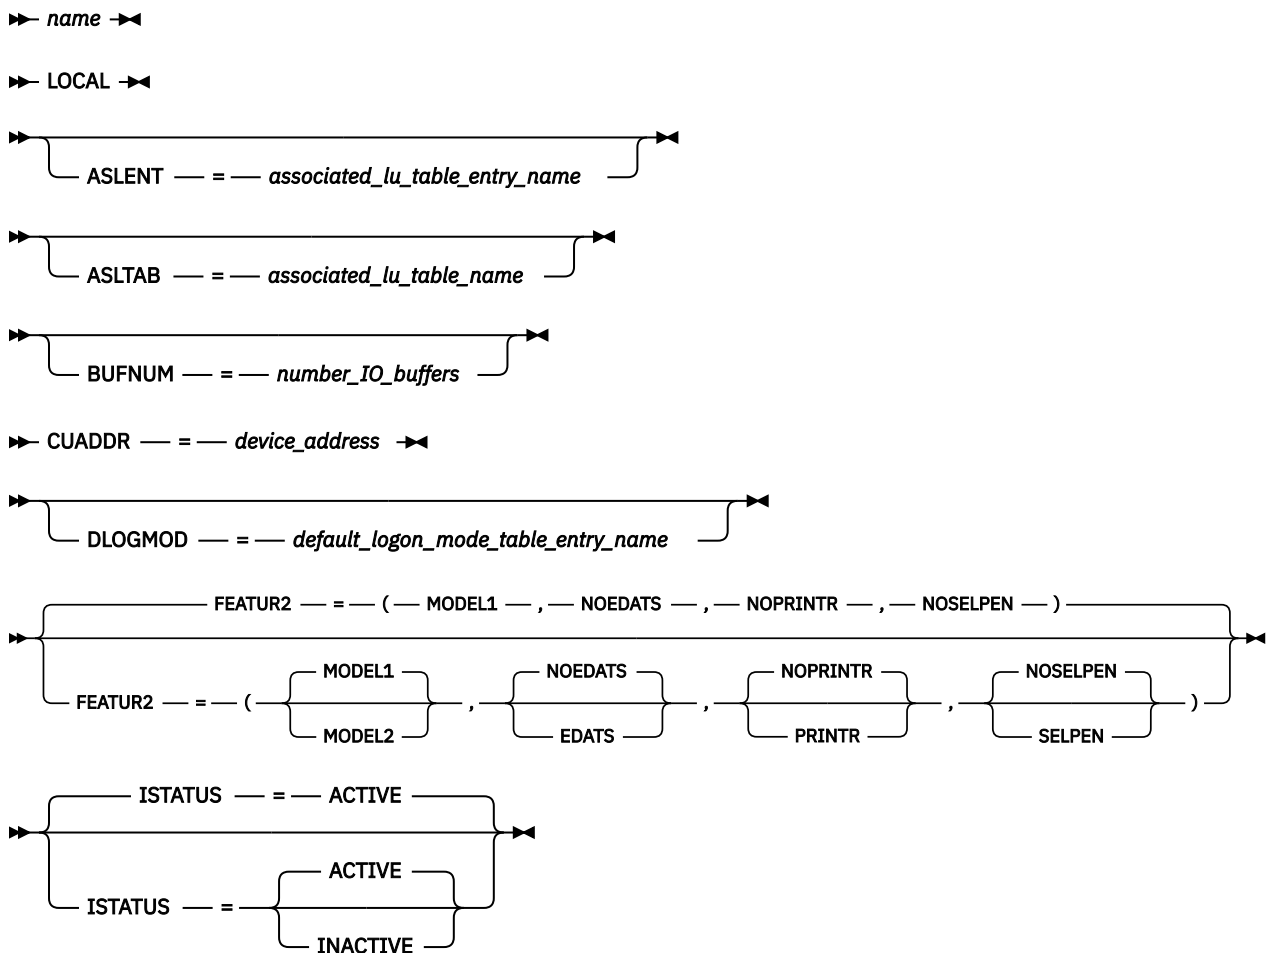 name
LOCAL
ASLENT = associated_lu_table_entry_name
ASLTAB = associated_lu_table_name
BUFNUM = number_IO_buffers
CUADDR = device_address
DLOGMOD = default_logon_mode_table_entry_name
FEATUR2 = ( MODEL1 , NOEDATS , NOPRINTR , NOSELPEN )
MODEL1 NOEDATS NOPRINTR NOSELPEN
FEATUR2 = ( , , , )
MODEL2 EDATS PRINTR SELPEN
ISTATUS = ACTIVE
ACTIVE
ISTATUS =
INACTIVE